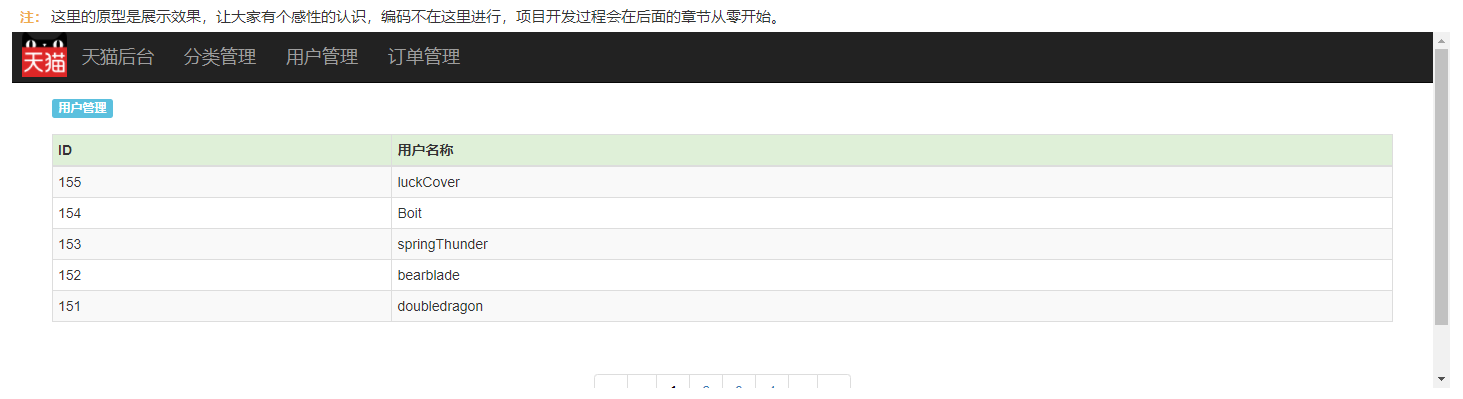 注： 这里的原型是展示效果，让大家有个感性的认识，编码不在这里进行，项目开发过程会在后面的章节从零开始。
天猫 天猫后台 分类管理 用户管理 订单管理
用户管理
ID 用户名称
155 luckCover
154 Boit
153 springThunder
152 bearblade
151 doubledragon